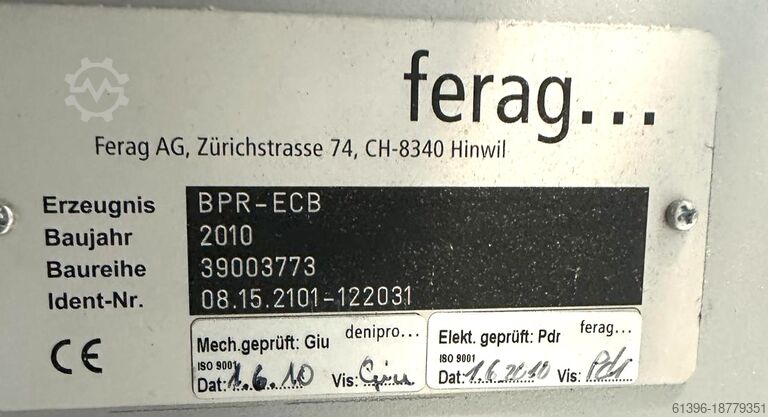 ferag...
Ferag AG, Zürichstrasse 74, CH-8340 Hinwil
Erzeugnis BPR-ECB
Baujahr 2010
Baureihe 39003773
Ident-Nr. 08.15.2101-122031
CE
Mech.geprüft: Giu denipro...
ISO 9001
Dat: 1.6.10 Vis: Giu
Elekt. geprüft: Pdr ferag...
ISO 9001
Dat: 1.6.2010 Vis: Pdr
61396-18779351